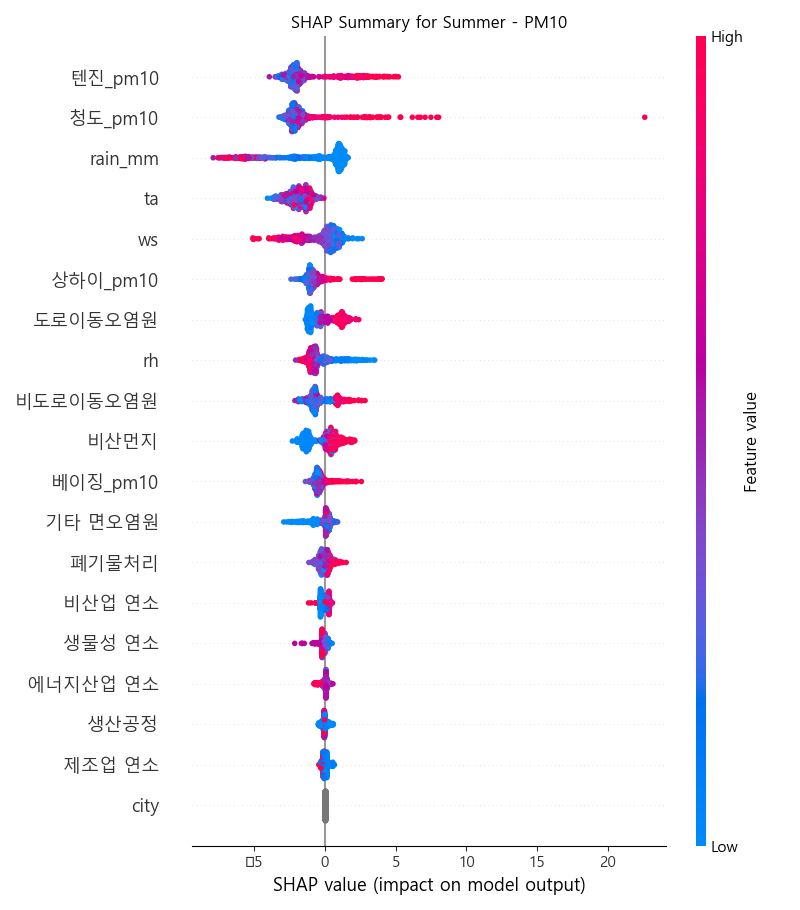 SHAP Summary for Summer - PM10
High
텐진_pm10
청도_pm10
rain_mm
ta
ws
상하이_pm10
도로이동오염원
rh
비도로이동오염원
비산먼지
베이징_pm10
기타 면오염원
폐기물처리
비산업 연소
생물성 연소
에너지산업 연소
생산공정
제조업 연소
city
Feature value
Low
□5 0 5 10 15 20
SHAP value (impact on model output)